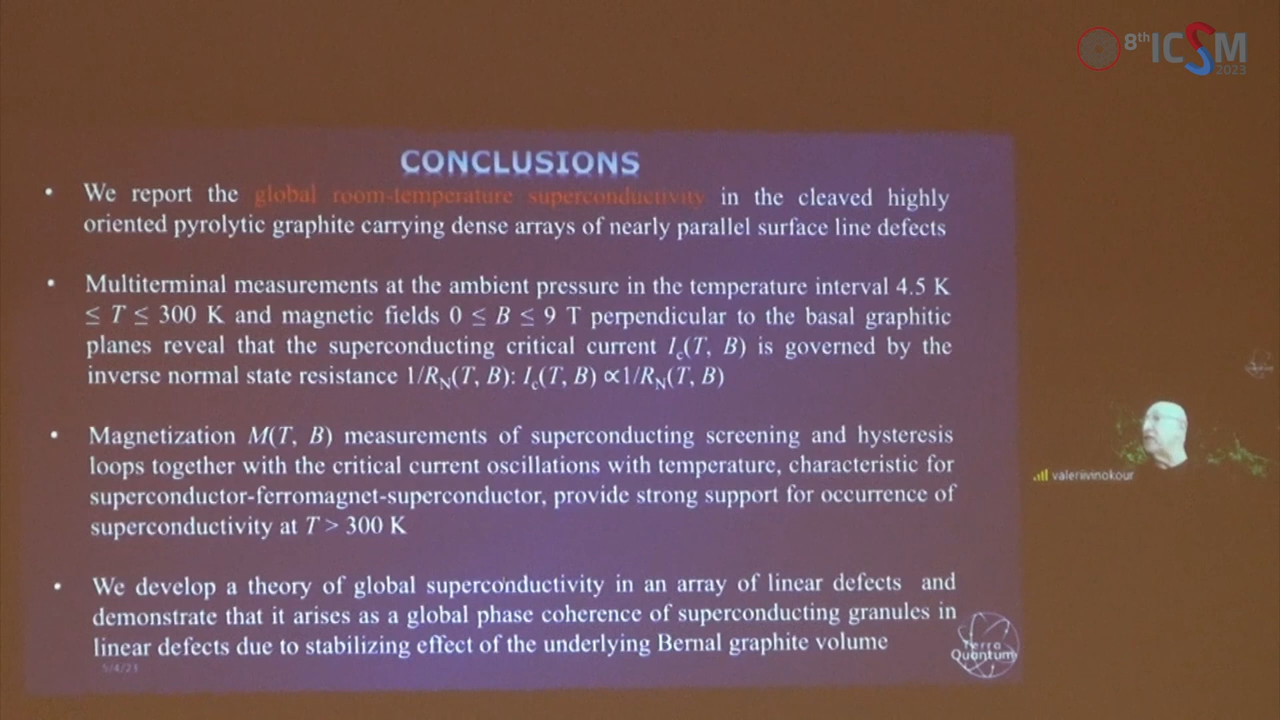 8th ICSM
2023
CONCLUSIONS
• We report the global room-temperature superconductivity in the cleaved highly
oriented pyrolytic graphite carrying dense arrays of nearly parallel surface line defects
• Multiterminal measurements at the ambient pressure in the temperature interval 4.5 K
≤ T ≤ 300 K and magnetic fields 0 ≤ B ≤ 9 T perpendicular to the basal graphitic
planes reveal that the superconducting critical current Ic(T, B) is governed by the
inverse normal state resistance 1/RN(T, B): Ic(T, B) ∝1/RN(T, B)
• Magnetization M(T, B) measurements of superconducting screening and hysteresis
loops together with the critical current oscillations with temperature, characteristic for
superconductor-ferromagnet-superconductor, provide strong support for occurrence of
superconductivity at T > 300 K
• We develop a theory of global superconductivity in an array of linear defects and
demonstrate that it arises as a global phase coherence of superconducting granules in
linear defects due to stabilizing effect of the underlying Bernal graphite volume
5/4/23
Terra
Quantum
valeriivinokour